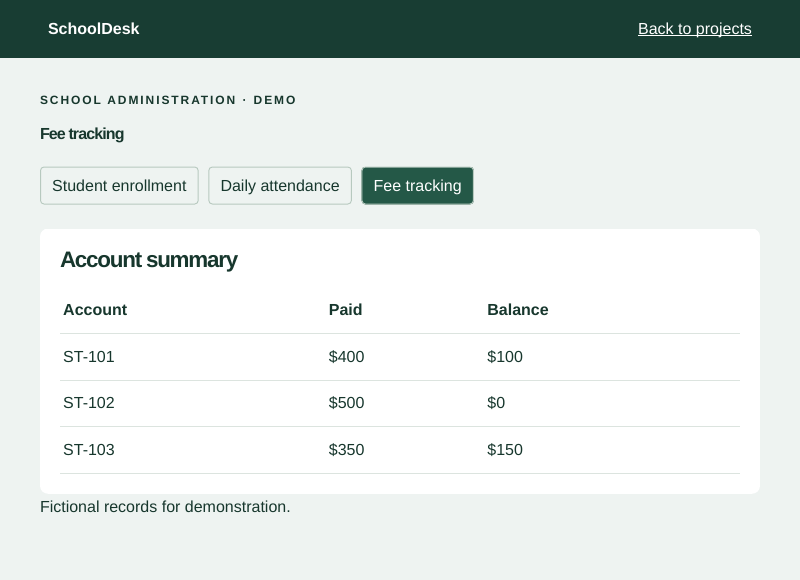 SchoolDesk Back to projects
SCHOOL ADMINISTRATION · DEMO
Fee tracking
Student enrollment Daily attendance Fee tracking
Account summary
Account Paid Balance
ST-101 $400 $100
ST-102 $500 $0
ST-103 $350 $150
Fictional records for demonstration.